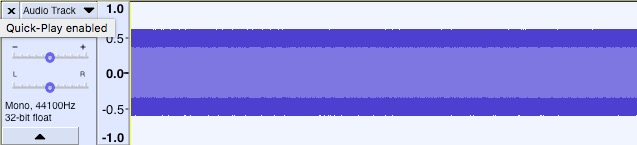 × Audio Track ▼ 1.0
Quick-Play enabled 0.5
- +
L R 0.0
Mono, 44100Hz -0.5
32-bit float
-1.0